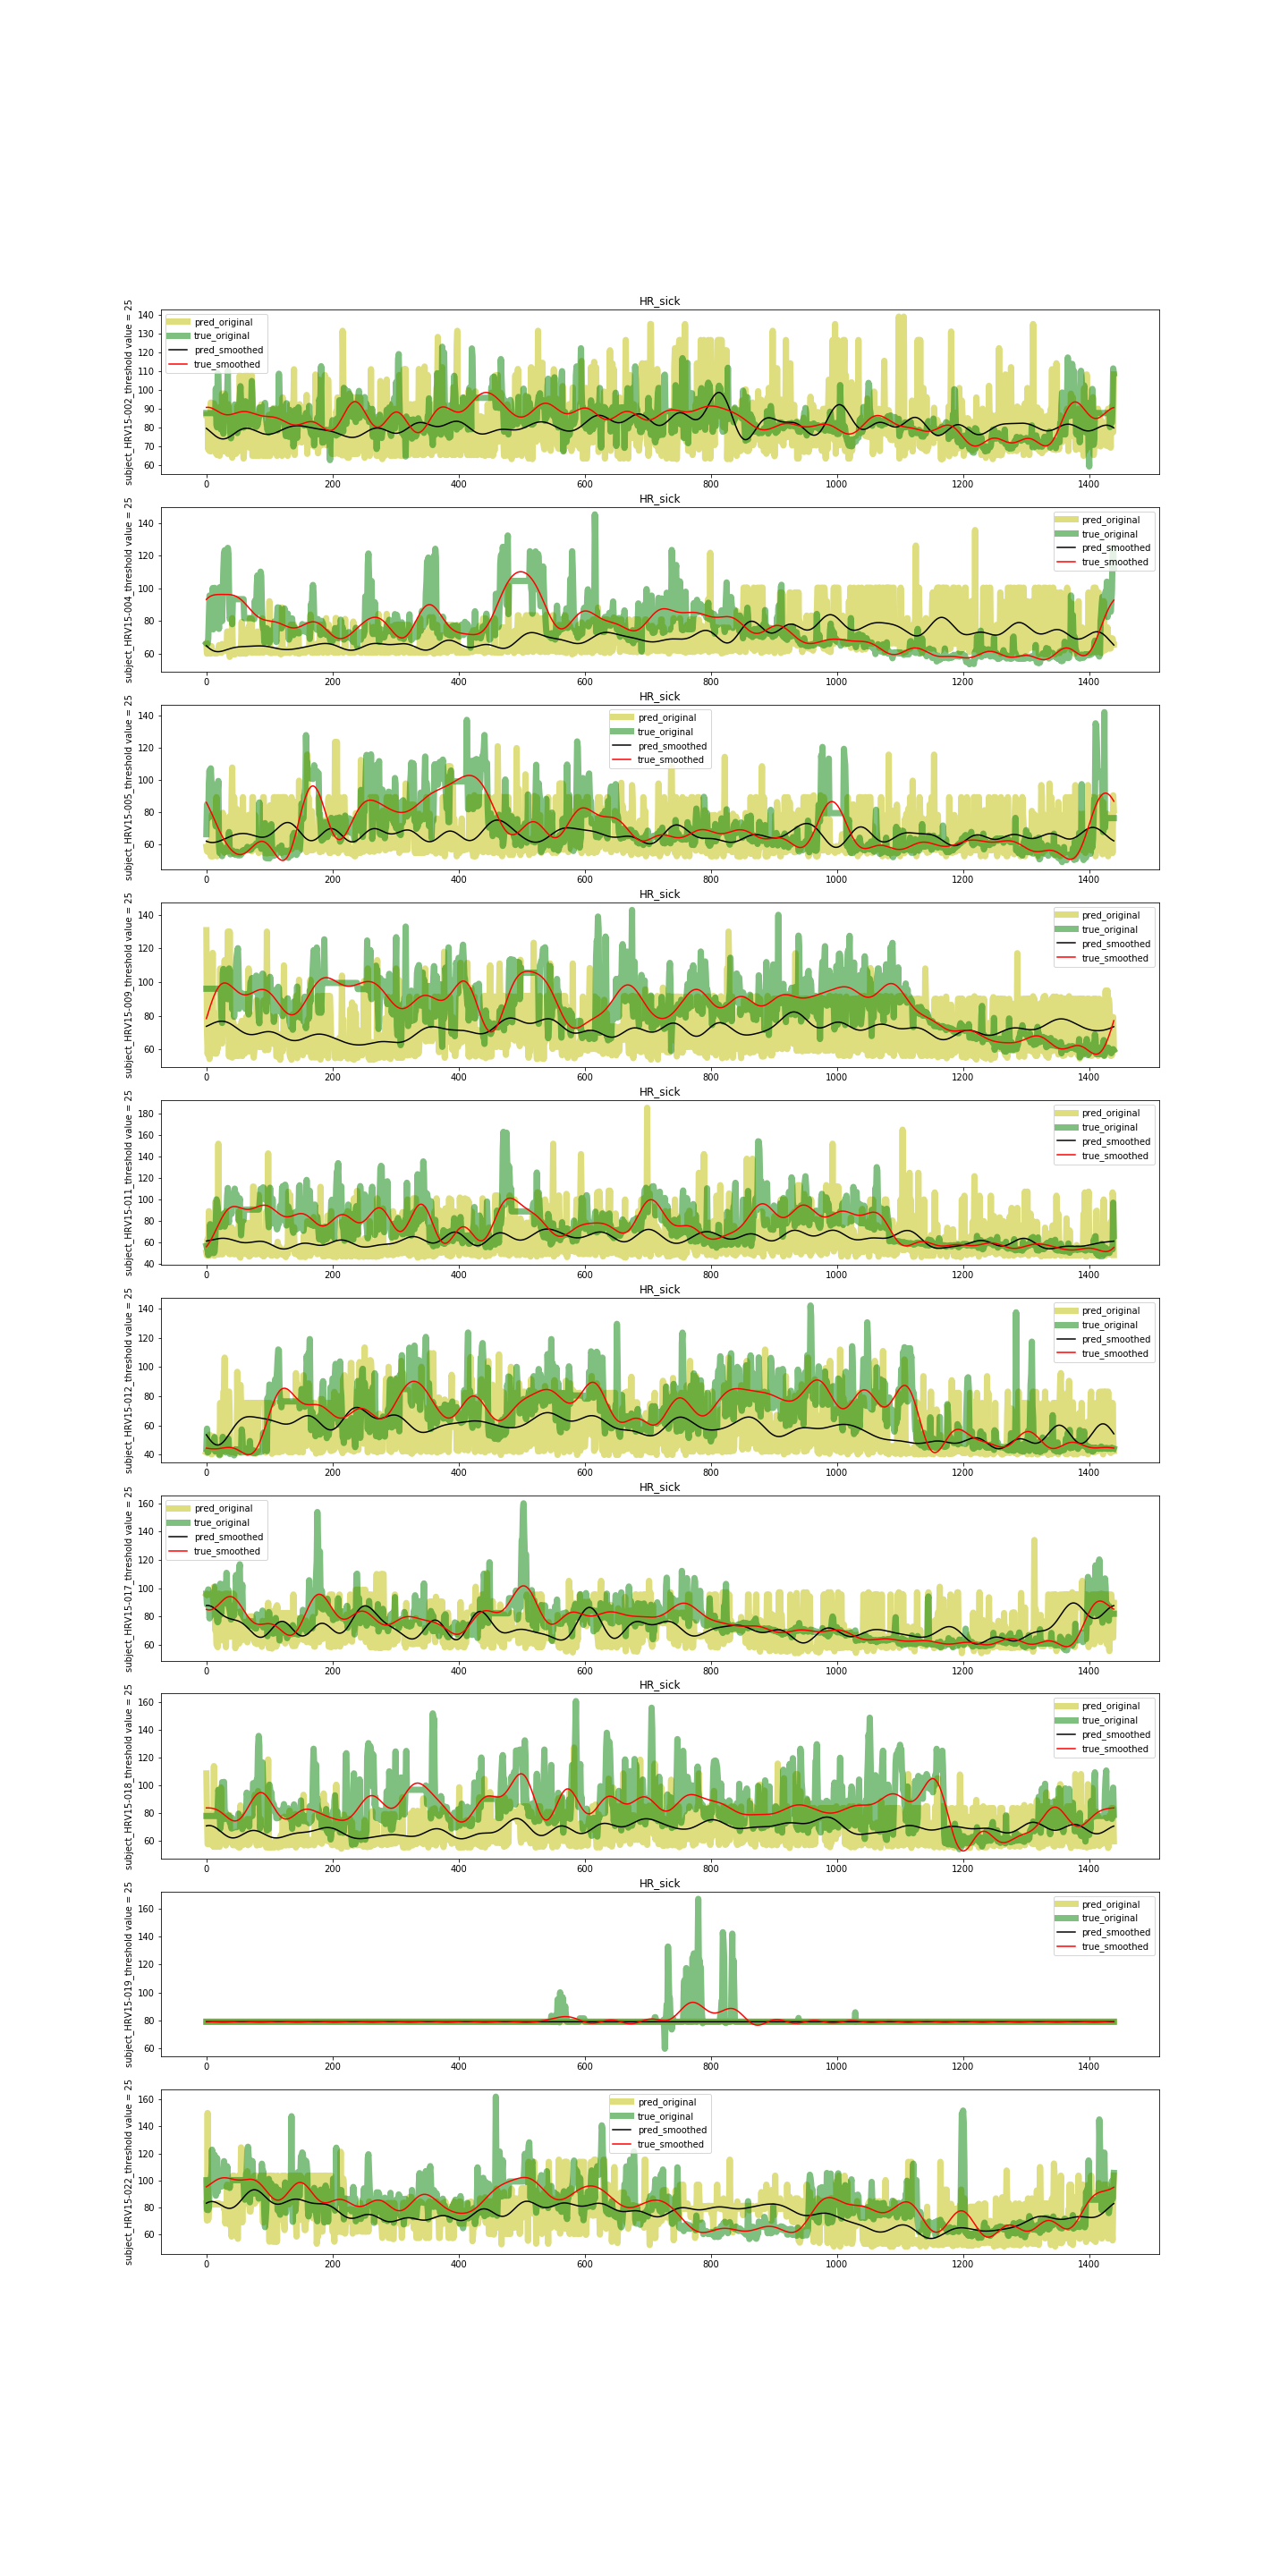 HR_sick
subject_HRV15-002_threshold value = 25
140
130
120
110
100
90
80
70
60
pred_original
true_original
pred_smoothed
true_smoothed
0 200 400 600 800 1000 1200 1400
HR_sick
subject_HRV15-004_threshold value = 25
140
120
100
80
60
pred_original
true_original
pred_smoothed
true_smoothed
0 200 400 600 800 1000 1200 1400
HR_sick
subject_HRV15-005_threshold value = 25
140
120
100
80
60
pred_original
true_original
pred_smoothed
true_smoothed
0 200 400 600 800 1000 1200 1400
HR_sick
subject_HRV15-009_threshold value = 25
140
120
100
80
60
pred_original
true_original
pred_smoothed
true_smoothed
0 200 400 600 800 1000 1200 1400
HR_sick
subject_HRV15-011_threshold value = 25
180
160
140
120
100
80
60
40
pred_original
true_original
pred_smoothed
true_smoothed
0 200 400 600 800 1000 1200 1400
HR_sick
subject_HRV15-012_threshold value = 25
140
120
100
80
60
40
pred_original
true_original
pred_smoothed
true_smoothed
0 200 400 600 800 1000 1200 1400
HR_sick
subject_HRV15-017_threshold value = 25
160
140
120
100
80
60
pred_original
true_original
pred_smoothed
true_smoothed
0 200 400 600 800 1000 1200 1400
HR_sick
subject_HRV15-018_threshold value = 25
160
140
120
100
80
60
pred_original
true_original
pred_smoothed
true_smoothed
0 200 400 600 800 1000 1200 1400
HR_sick
subject_HRV15-019_threshold value = 25
160
140
120
100
80
60
pred_original
true_original
pred_smoothed
true_smoothed
0 200 400 600 800 1000 1200 1400
subject_HRV15-022_threshold value = 25
160
140
120
100
80
60
pred_original
true_original
pred_smoothed
true_smoothed
0 200 400 600 800 1000 1200 1400